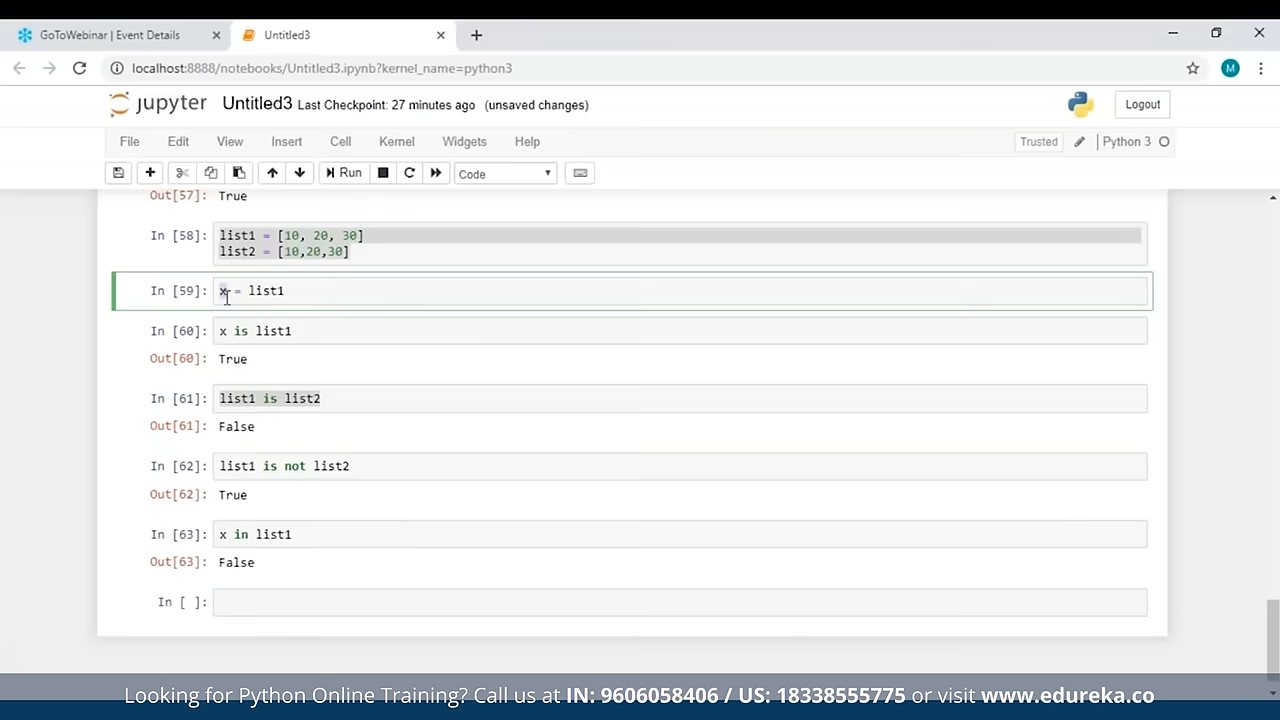 GoToWebinar | Event Details
Untitled3
localhost:8888/notebooks/Untitled3.ipynb?kernel_name=python3
M
jupyter Untitled3 Last Checkpoint: 27 minutes ago (unsaved changes)
Logout
File Edit View Insert Cell Kernel Widgets Help
Trusted
Python 3
Run
Code
Out[57]: True
In [58]: list1 = [10, 20, 30]
list2 = [10,20,30]
In [59]: x = list1
In [60]: x is list1
Out[60]: True
In [61]: list1 is list2
Out[61]: False
In [62]: list1 is not list2
Out[62]: True
In [63]: x in list1
Out[63]: False
In [ ]:
Looking for Python Online Training? Call us at IN: 9606058406 / US: 18338555775 or visit www.edureka.co